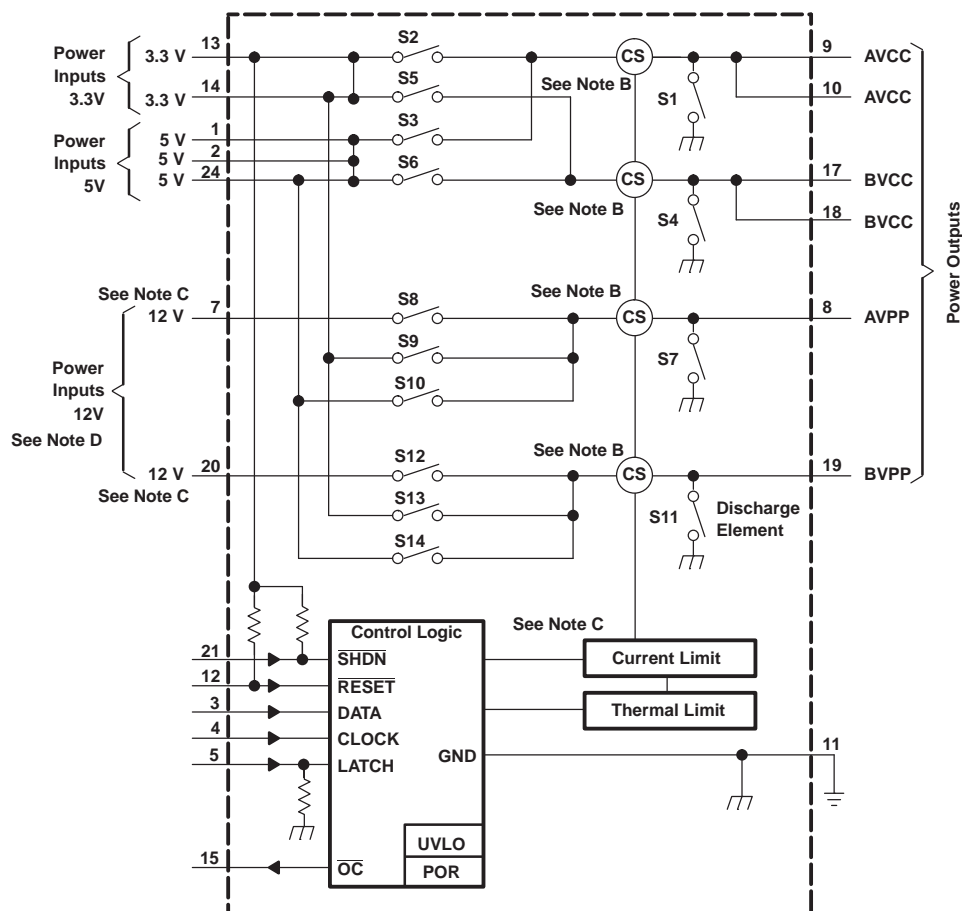 Power
Inputs
3.3V
3.3 V
13
S2
CS
See Note B
9
AVCC
3.3 V
14
S5
S1
10
AVCC
Power
Inputs
5V
5 V
1
S3
5 V
2
5 V
24
S6
CS
See Note B
17
BVCC
S4
18
BVCC
Power Outputs
See Note C
12 V
7
S8
See Note B
CS
8
AVPP
S9
S7
S10
Power
Inputs
12V
See Note D
12 V
20
See Note C
S12
See Note B
CS
19
BVPP
S13
S11
Discharge
Element
S14
Control Logic
See Note C
21
SHDN
Current Limit
12
RESET
3
DATA
Thermal Limit
4
CLOCK
5
LATCH
GND
11
UVLO
15
OC
POR